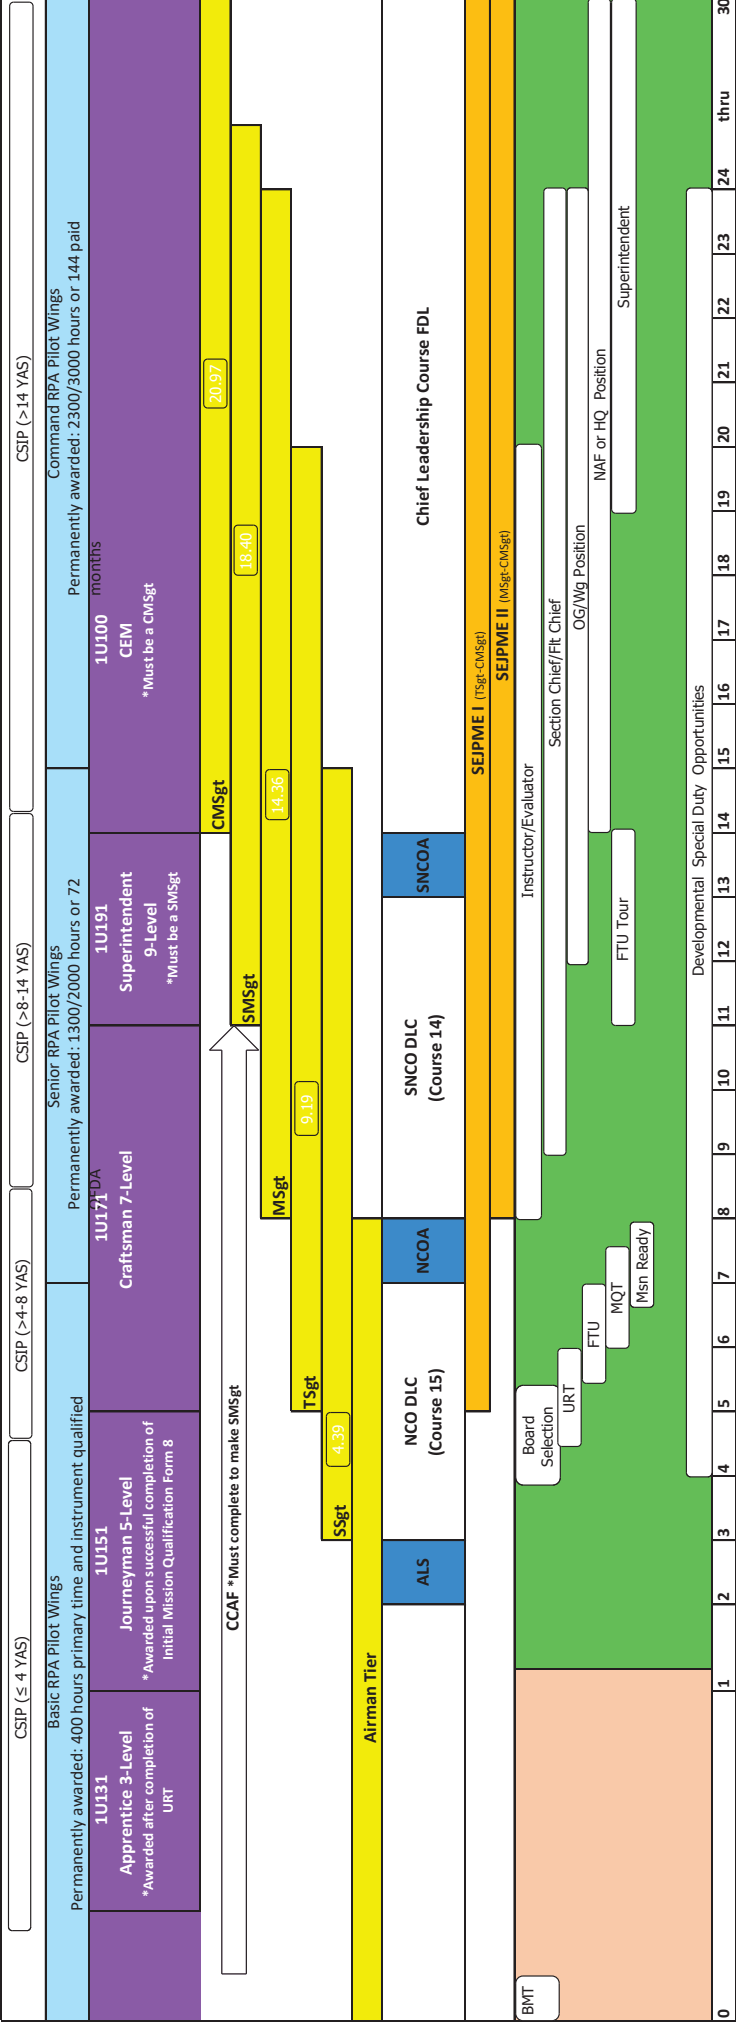 CSIP (≤ 4 YAS)
CSIP (>4-8 YAS)
CSIP (>8-14 YAS)
CSIP (>14 YAS)
Basic RPA Pilot Wings
Permanently awarded: 400 hours primary time and instrument qualified
Senior RPA Pilot Wings
Permanently awarded: 1300/2000 hours or 72
OFDA
Command RPA Pilot Wings
Permanently awarded: 2300/3000 hours or 144 paid
months
1U131
Apprentice 3-Level
*Awarded after completion of
URT
1U151
Journeyman 5-Level
*Awarded upon successful completion of
Initial Mission Qualification Form 8
1U171
Craftsman 7-Level
1U191
Superintendent
9-Level
*Must be a SMSgt
1U100
CEM
*Must be a CMSgt
CCAF *Must complete to make SMSgt
CMSgt
20.97
SMSgt
18.40
MSgt
14.36
TSgt
9.19
SSgt
4.39
Airman Tier
ALS
NCO DLC
(Course 15)
NCOA
SNCO DLC
(Course 14)
SNCOA
Chief Leadership Course FDL
SEJPME I (TSgt-CMSgt)
SEJPME II (MSgt-CMSgt)
BMT
Board
Selection
URT
FTU
MQT
Msn Ready
Instructor/Evaluator
Section Chief/Flt Chief
OG/Wg Position
NAF or HQ Position
FTU Tour
Superintendent
Developmental Special Duty Opportunities
0 1 2 3 4 5 6 7 8 9 10 11 12 13 14 15 16 17 18 19 20 21 22 23 24 thru 30